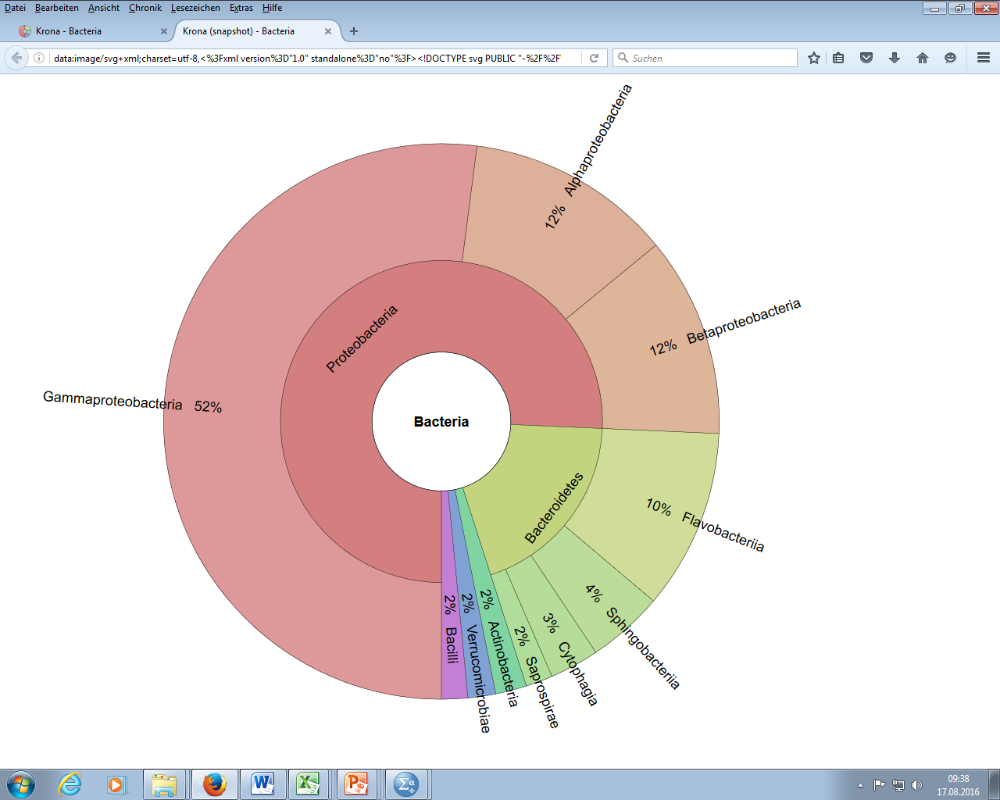 Datei Bearbeiten Ansicht Chronik Lesezeichen Extras Hilfe
Krona - Bacteria
Krona (snapshot) - Bacteria
data:image/svg+xml;charset=utf-8,<%3Fxml version%3D"1.0" standalone%3D"no"%3F><!DOCTYPE svg PUBLIC "-%2F%2F
Suchen
Alphaproteobacteria
12%
Betaproteobacteria
12%
Proteobacteria
Gammaproteobacteria 52%
Bacteria
Bacteroidetes
10% Flavobacteriia
4% Sphingobacteriia
3% Cytophagia
2% Saprospirae
2% Actinobacteria
2% Verrucomicrobiae
2% Bacilli
09:38
17.08.2016